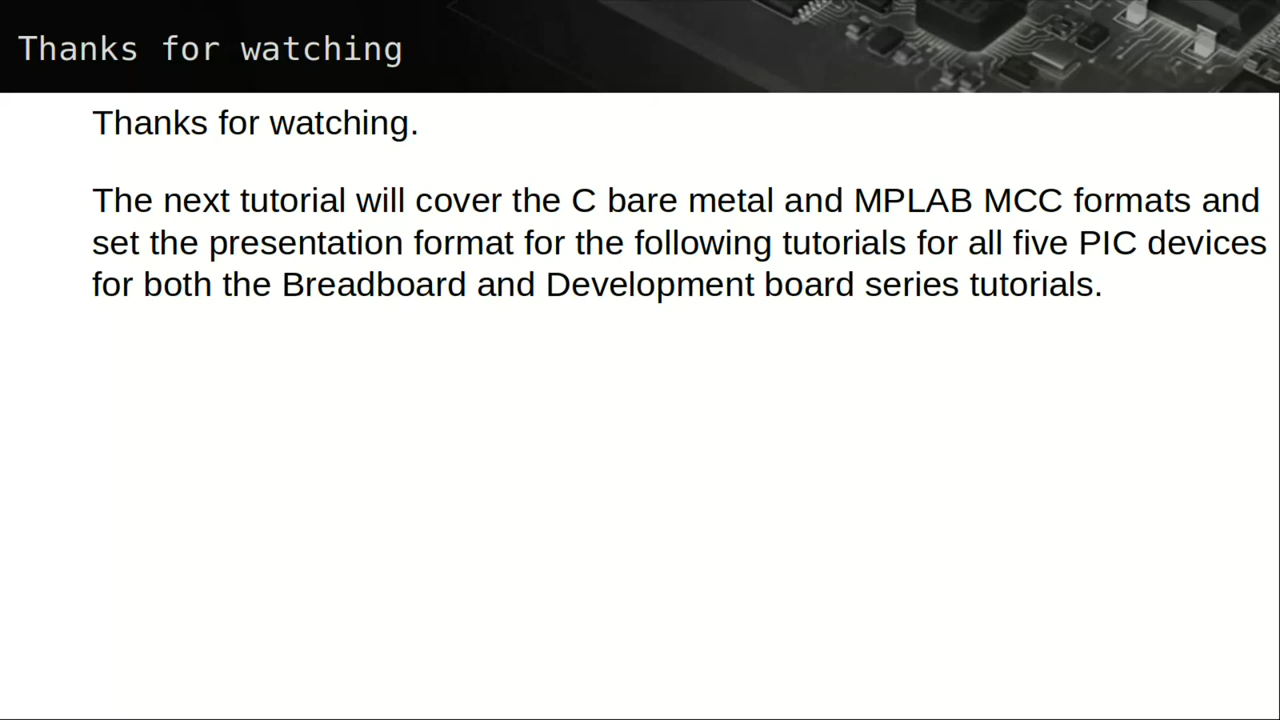 Thanks for watching
Thanks for watching.
The next tutorial will cover the C bare metal and MPLAB MCC formats and
set the presentation format for the following tutorials for all five PIC devices
for both the Breadboard and Development board series tutorials.